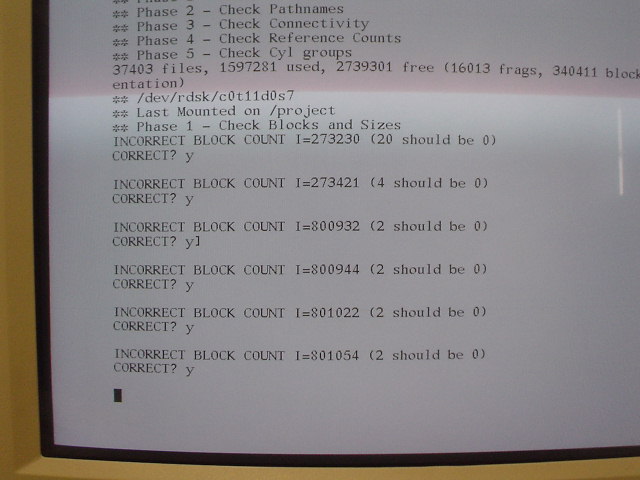 ** Phase 2 - Check Pathnames
** Phase 3 - Check Connectivity
** Phase 4 - Check Reference Counts
** Phase 5 - Check Cyl groups
37403 files, 1597281 used, 2739301 free (16013 frags, 340411 block
entation)
** /dev/rdsk/c0t11d0s7
** Last Mounted on /project
** Phase 1 - Check Blocks and Sizes
INCORRECT BLOCK COUNT I=273230 (20 should be 0)
CORRECT? y
INCORRECT BLOCK COUNT I=273421 (4 should be 0)
CORRECT? y
INCORRECT BLOCK COUNT I=800932 (2 should be 0)
CORRECT? y]
INCORRECT BLOCK COUNT I=800944 (2 should be 0)
CORRECT? y
INCORRECT BLOCK COUNT I=801022 (2 should be 0)
CORRECT? y
INCORRECT BLOCK COUNT I=801054 (2 should be 0)
CORRECT? y